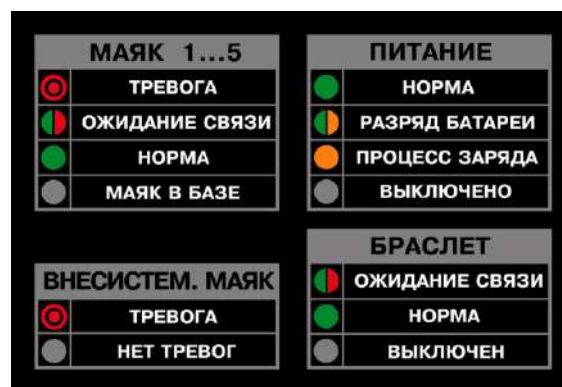 МАЯК 1...5
ТРЕВОГА
ОЖИДАНИЕ СВЯЗИ
НОРМА
МАЯК В БАЗЕ
ПИТАНИЕ
НОРМА
РАЗРЯД БАТАРЕИ
ПРОЦЕСС ЗАРЯДА
ВЫКЛЮЧЕНО
ВНЕСИСТЕМ. МАЯК
ТРЕВОГА
НЕТ ТРЕВОГ
БРАСЛЕТ
ОЖИДАНИЕ СВЯЗИ
НОРМА
ВЫКЛЮЧЕН